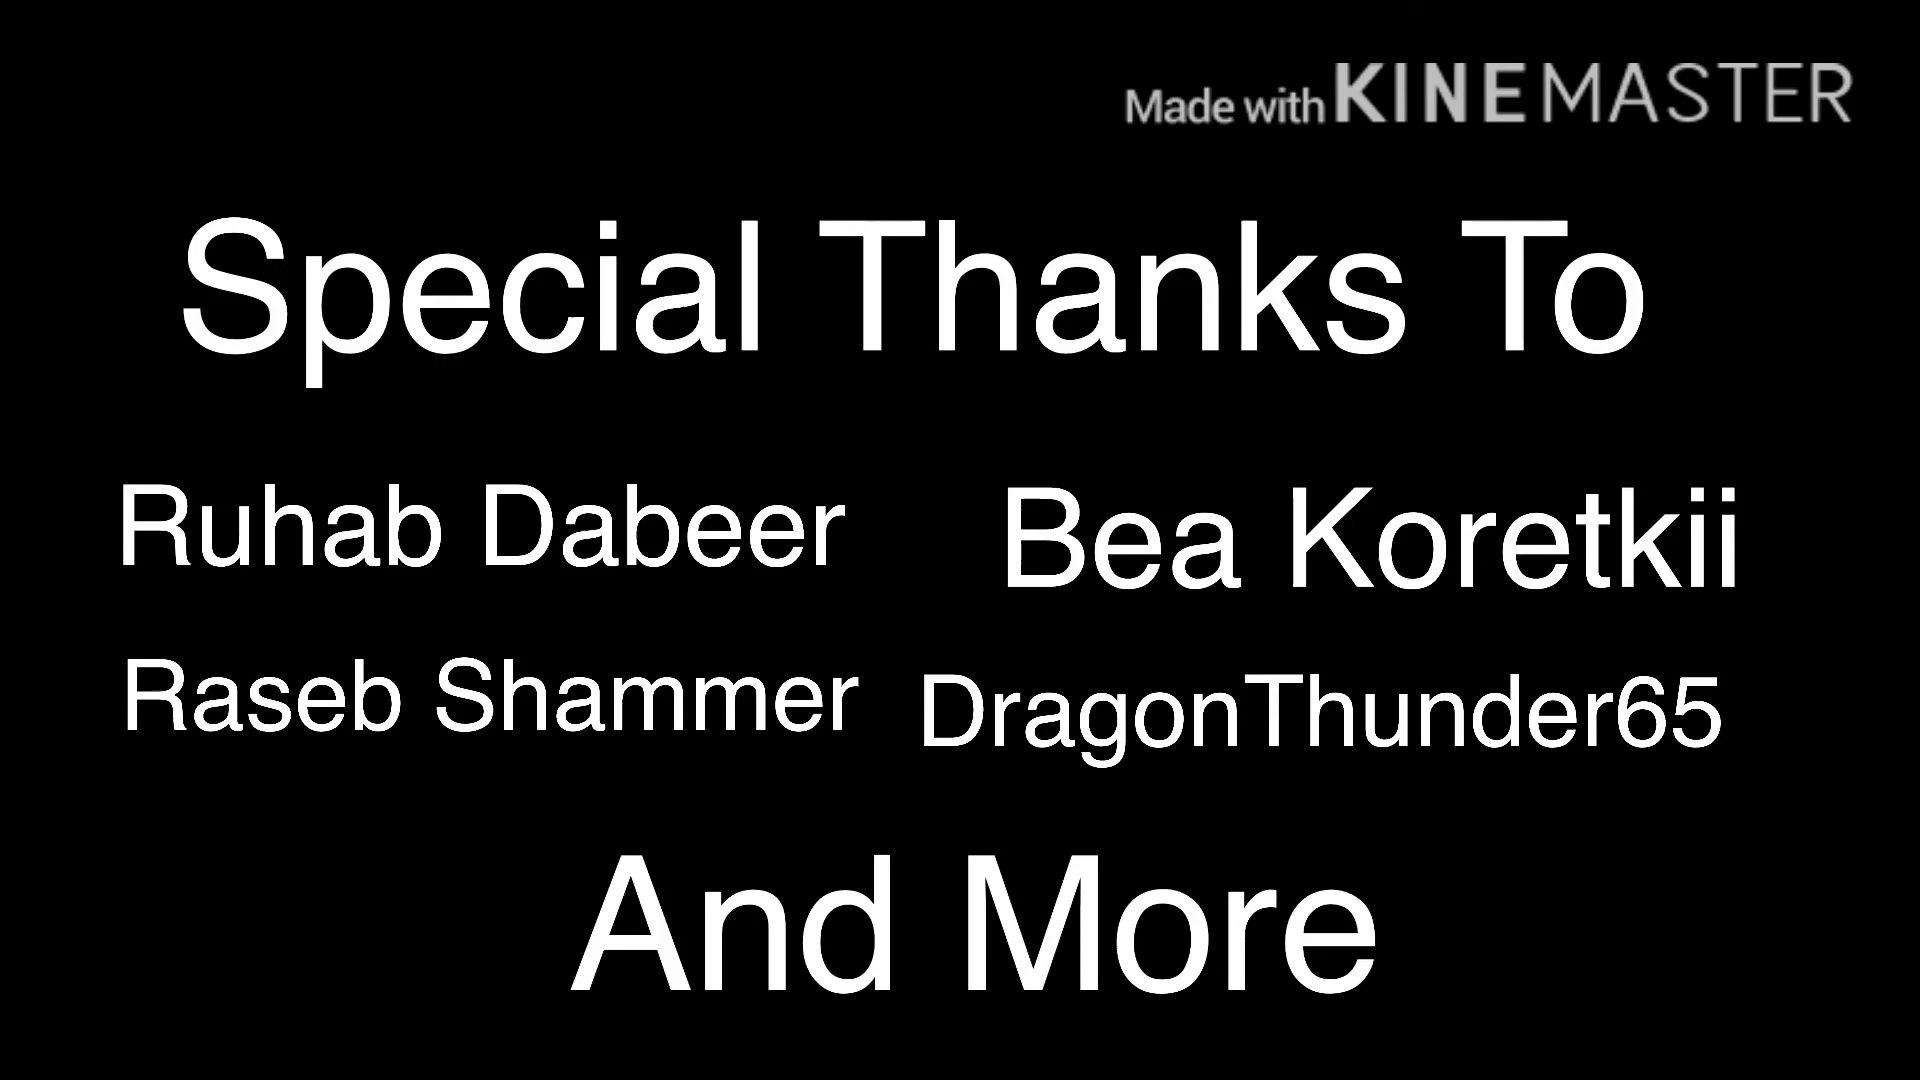 Made with KINEMASTER
Special Thanks To
Ruhab Dabeer
Bea Koretkii
Raseb Shammer
DragonThunder65
And More